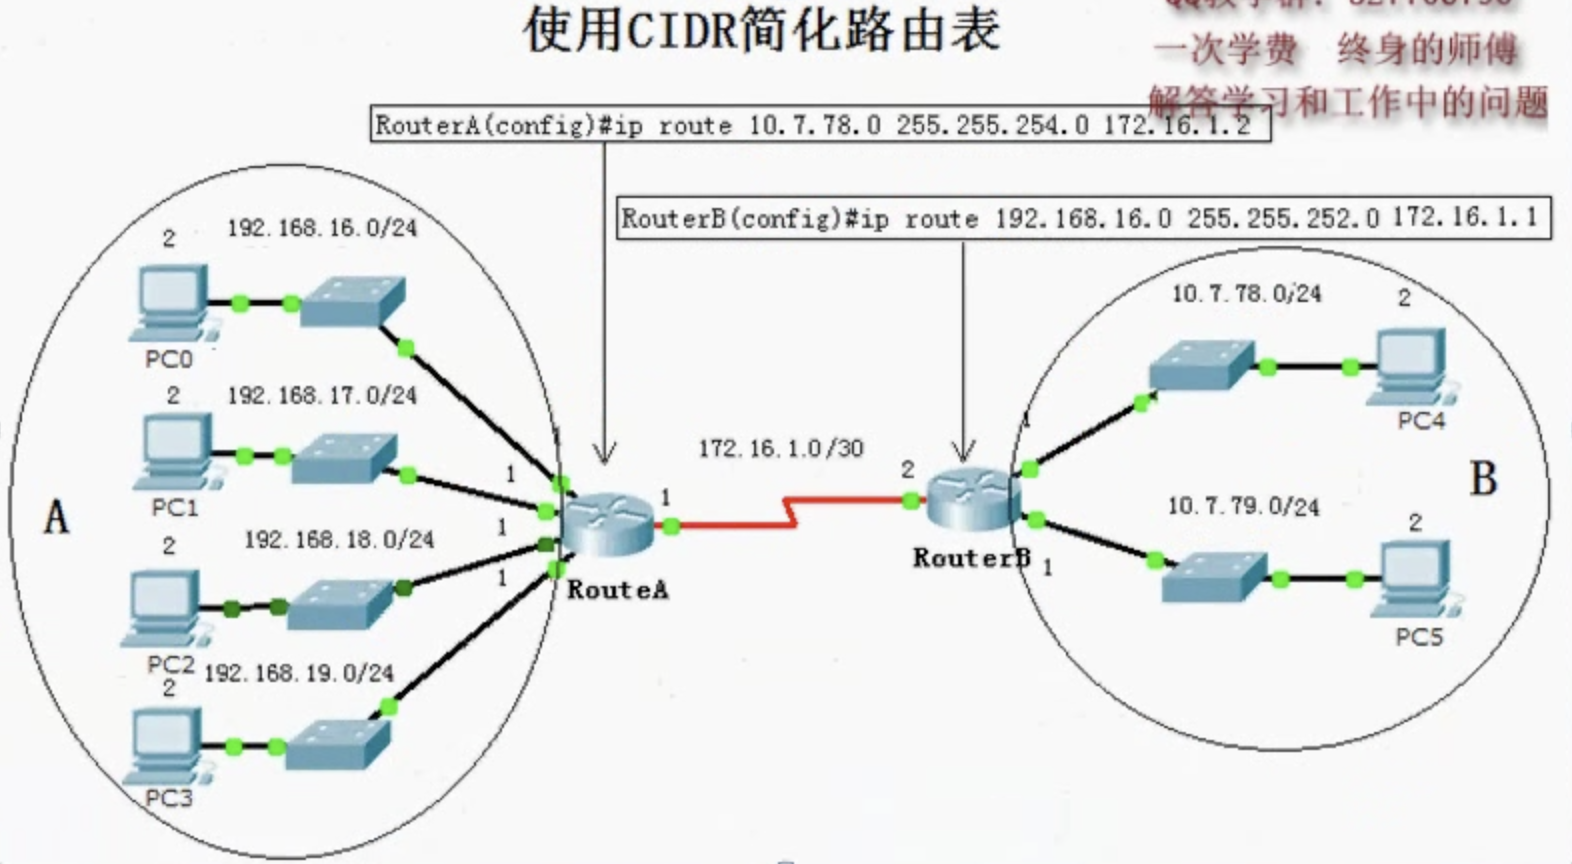 使用CIDR简化路由表
一次学费 终身的师傅
解答学习和工作中的问题
RouterA(config)#ip route 10.7.78.0 255.255.254.0 172.16.1.2
RouterB(config)#ip route 192.168.16.0 255.255.252.0 172.16.1.1
2
192.168.16.0/24
PC0
2
192.168.17.0/24
PC1
2
192.168.18.0/24
PC2
192.168.19.0/24
2
PC3
A
1
1
1
1
RouteA
1
172.16.1.0/30
2
RouterB
1
1
10.7.78.0/24
2
PC4
10.7.79.0/24
2
PC5
B